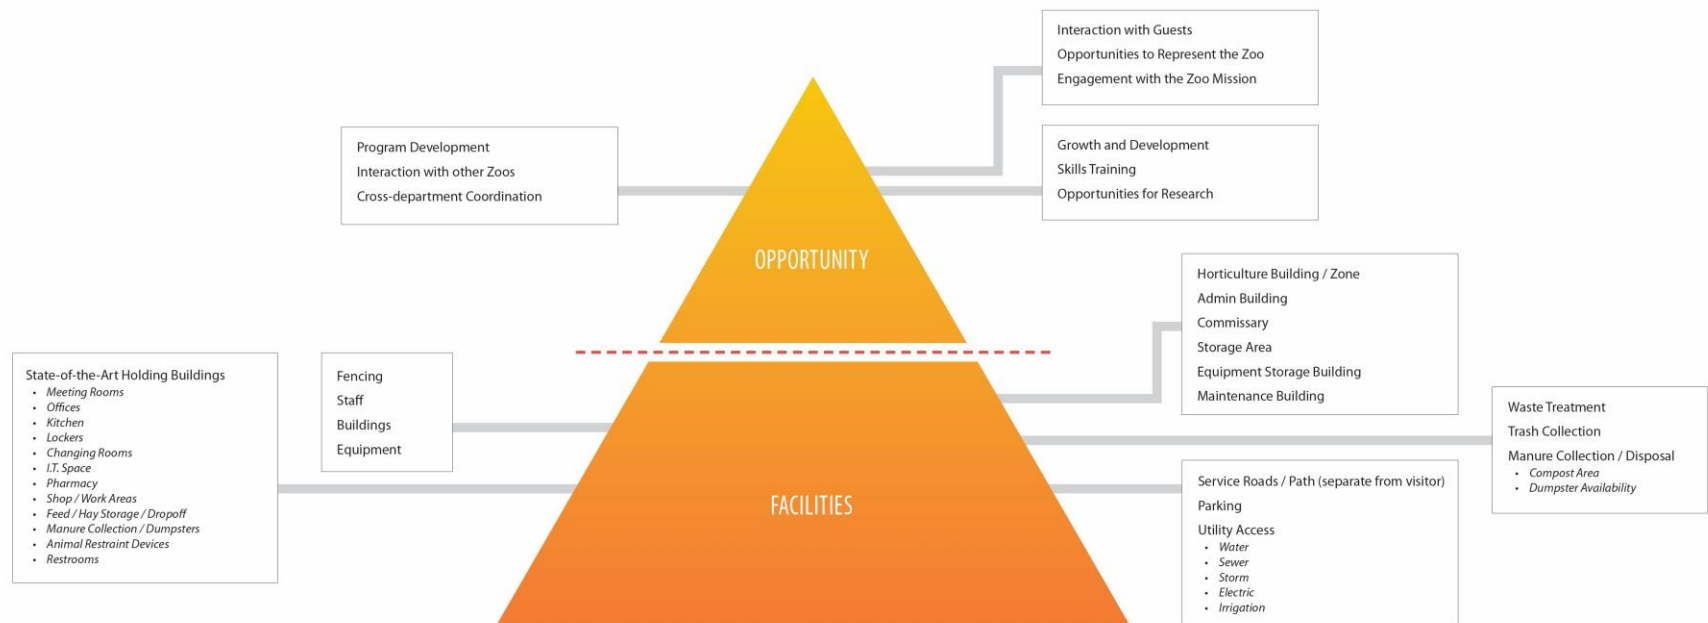 Interaction with Guests
Opportunities to Represent the Zoo
Engagement with the Zoo Mission
Program Development
Interaction with other Zoos
Cross-department Coordination
Growth and Development
Skills Training
Opportunities for Research
OPPORTUNITY
Horticulture Building / Zone
Admin Building
Commissary
Storage Area
Equipment Storage Building
Maintenance Building
State-of-the-Art Holding Buildings
• Meeting Rooms
• Offices
• Kitchen
• Lockers
• Changing Rooms
• I.T. Space
• Pharmacy
• Shop / Work Areas
• Feed / Hay Storage / Dropoff
• Manure Collection / Dumpsters
• Animal Restraint Devices
• Restrooms
Fencing
Staff
Buildings
Equipment
FACILITIES
Waste Treatment
Trash Collection
Manure Collection / Disposal
• Compost Area
• Dumpster Availability
Service Roads / Path (separate from visitor)
Parking
Utility Access
• Water
• Sewer
• Storm
• Electric
• Irrigation